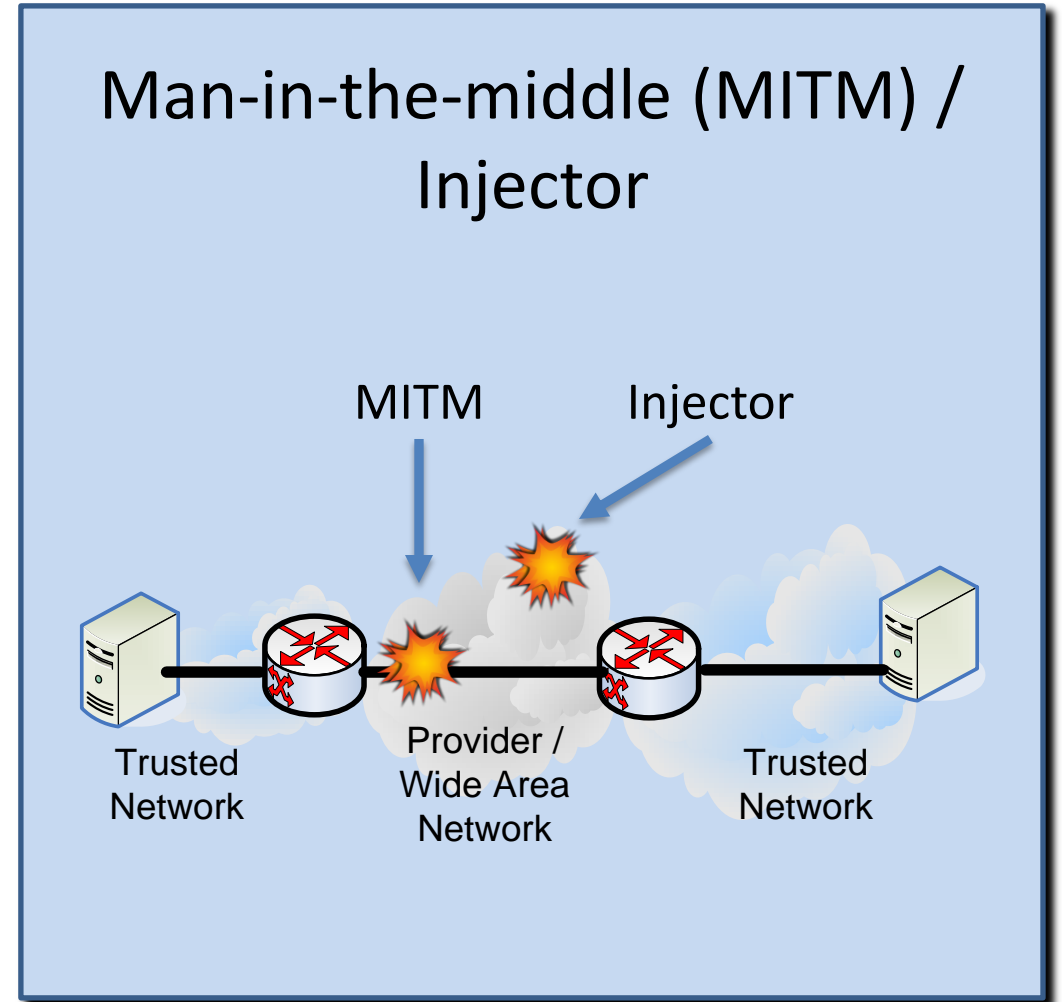 Man-in-the-middle (MITM) /
Injector
MITM
Injector
Trusted
Network
Provider /
Wide Area
Network
Trusted
Network